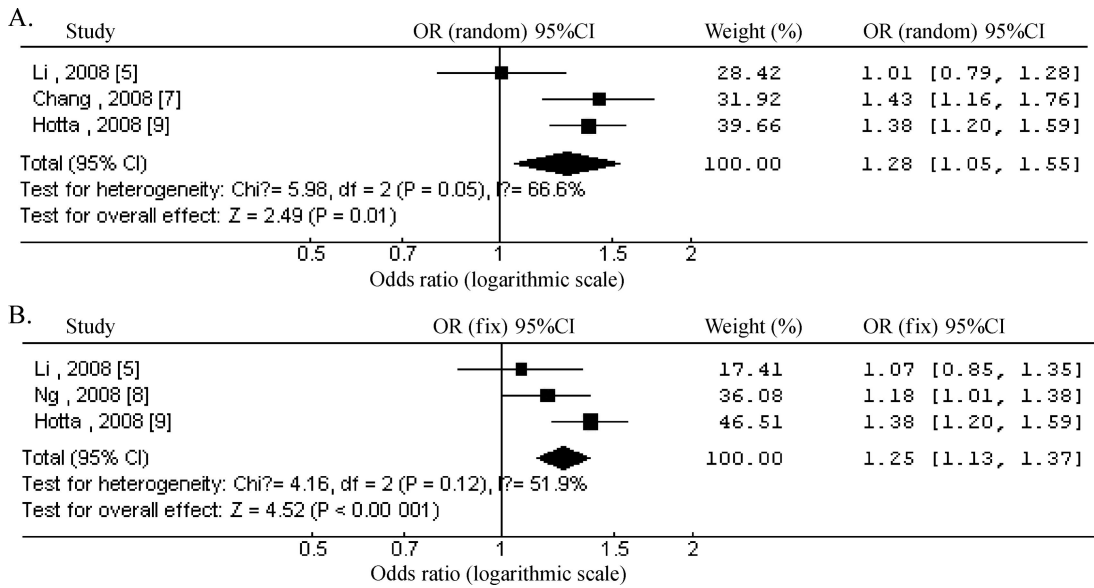 A.
Study OR (random) 95%CI Weight (%) OR (random) 95%CI
Li , 2008 [5] 28.42 1.01 [0.79, 1.28]
Chang , 2008 [7] 31.92 1.43 [1.16, 1.76]
Hotta , 2008 [9] 39.66 1.38 [1.20, 1.59]
Total (95% CI) 100.00 1.28 [1.05, 1.55]
Test for heterogeneity: Chi?= 5.98, df = 2 (P = 0.05), I?= 66.6%
Test for overall effect: Z = 2.49 (P = 0.01)
0.5 0.7 1 1.5 2
Odds ratio (logarithmic scale)
B.
Study OR (fix) 95%CI Weight (%) OR (fix) 95%CI
Li , 2008 [5] 17.41 1.07 [0.85, 1.35]
Ng , 2008 [8] 36.08 1.18 [1.01, 1.38]
Hotta , 2008 [9] 46.51 1.38 [1.20, 1.59]
Total (95% CI) 100.00 1.25 [1.13, 1.37]
Test for heterogeneity: Chi?= 4.16, df = 2 (P = 0.12), I?= 51.9%
Test for overall effect: Z = 4.52 (P < 0.00 001)
0.5 0.7 1 1.5 2
Odds ratio (logarithmic scale)